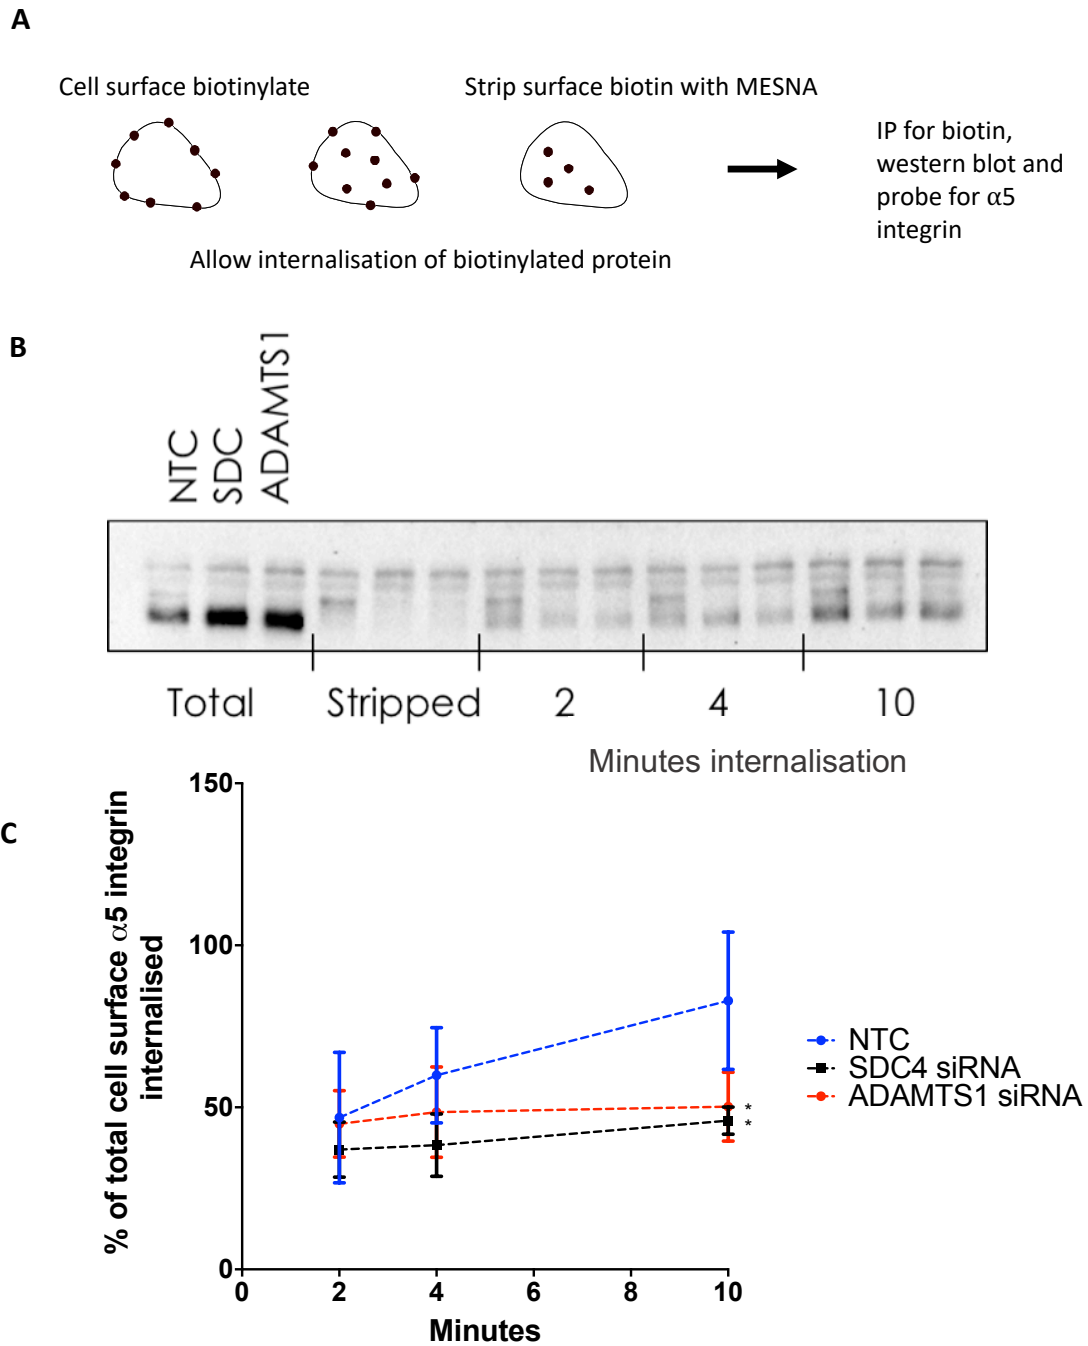 A
Cell surface biotinylate
Strip surface biotin with MESNA
IP for biotin,
western blot and
probe for α5
integrin
Allow internalisation of biotinylated protein
B
NTC
SDC
ADAMTS1
Total
Stripped
2
4
10
Minutes internalisation
C
% of total cell surface α5 integrin
internalised
150
100
50
0
*
*
NTC
SDC4 siRNA
ADAMTS1 siRNA
0
2
4
6
8
10
Minutes